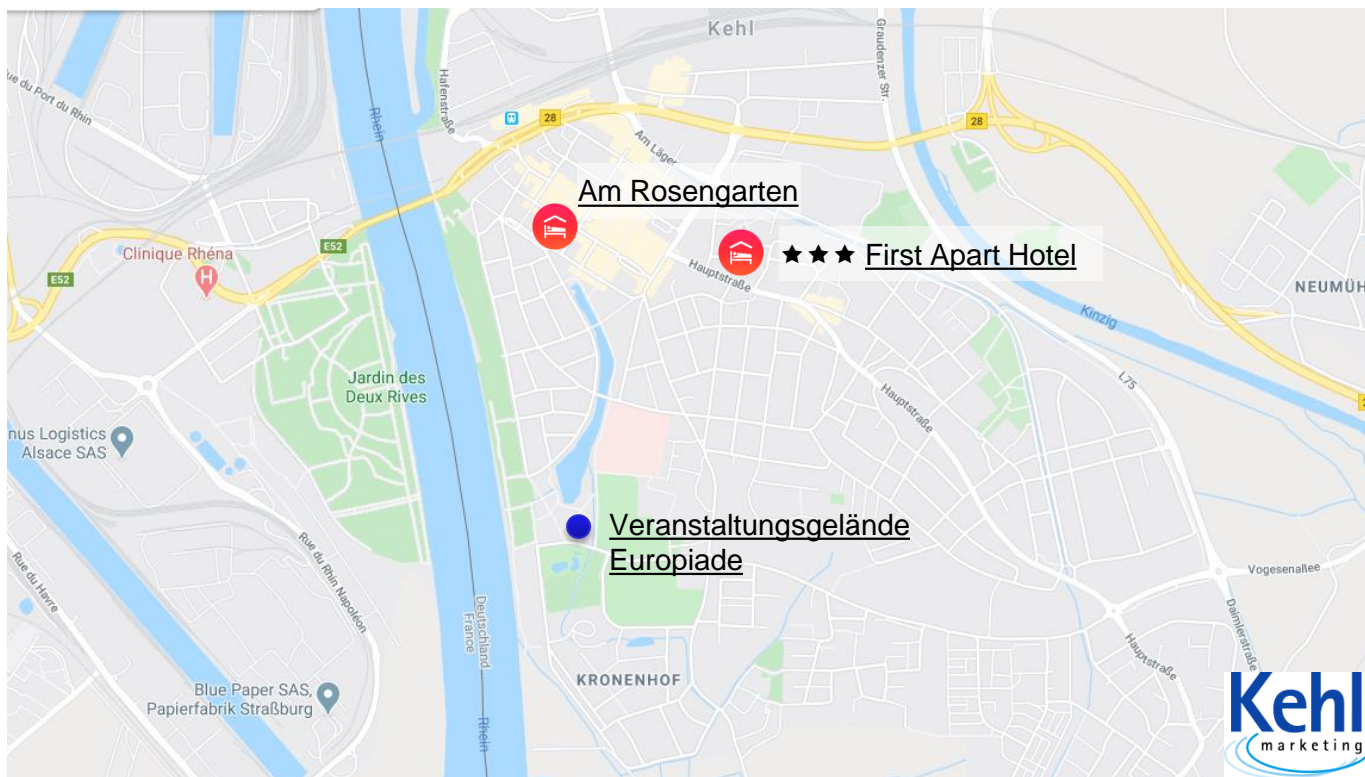 Kehl
Graudenzer Str.
Rue du Port du Rhin
Hafenstraße
Rhein
28
28
Am Läger
Am Rosengarten
Clinique Rhéna
H
E52
E52
★★★ First Apart Hotel
Hauptstraße
NEUMÜH
Kinzig
L75
Jardin des
Deux Rives
Hauptstraße
nus Logistics
Alsace SAS
Veranstaltungsgelände
Europiade
Rue du Rhin Napoléon
Rue du Havre
Vogesenallee
Deutschland
France
Daimlerstraße
Hauptstraße
KRONENHOF
Blue Paper SAS,
Papierfabrik Straßburg
Rhein
Kehl
marketing